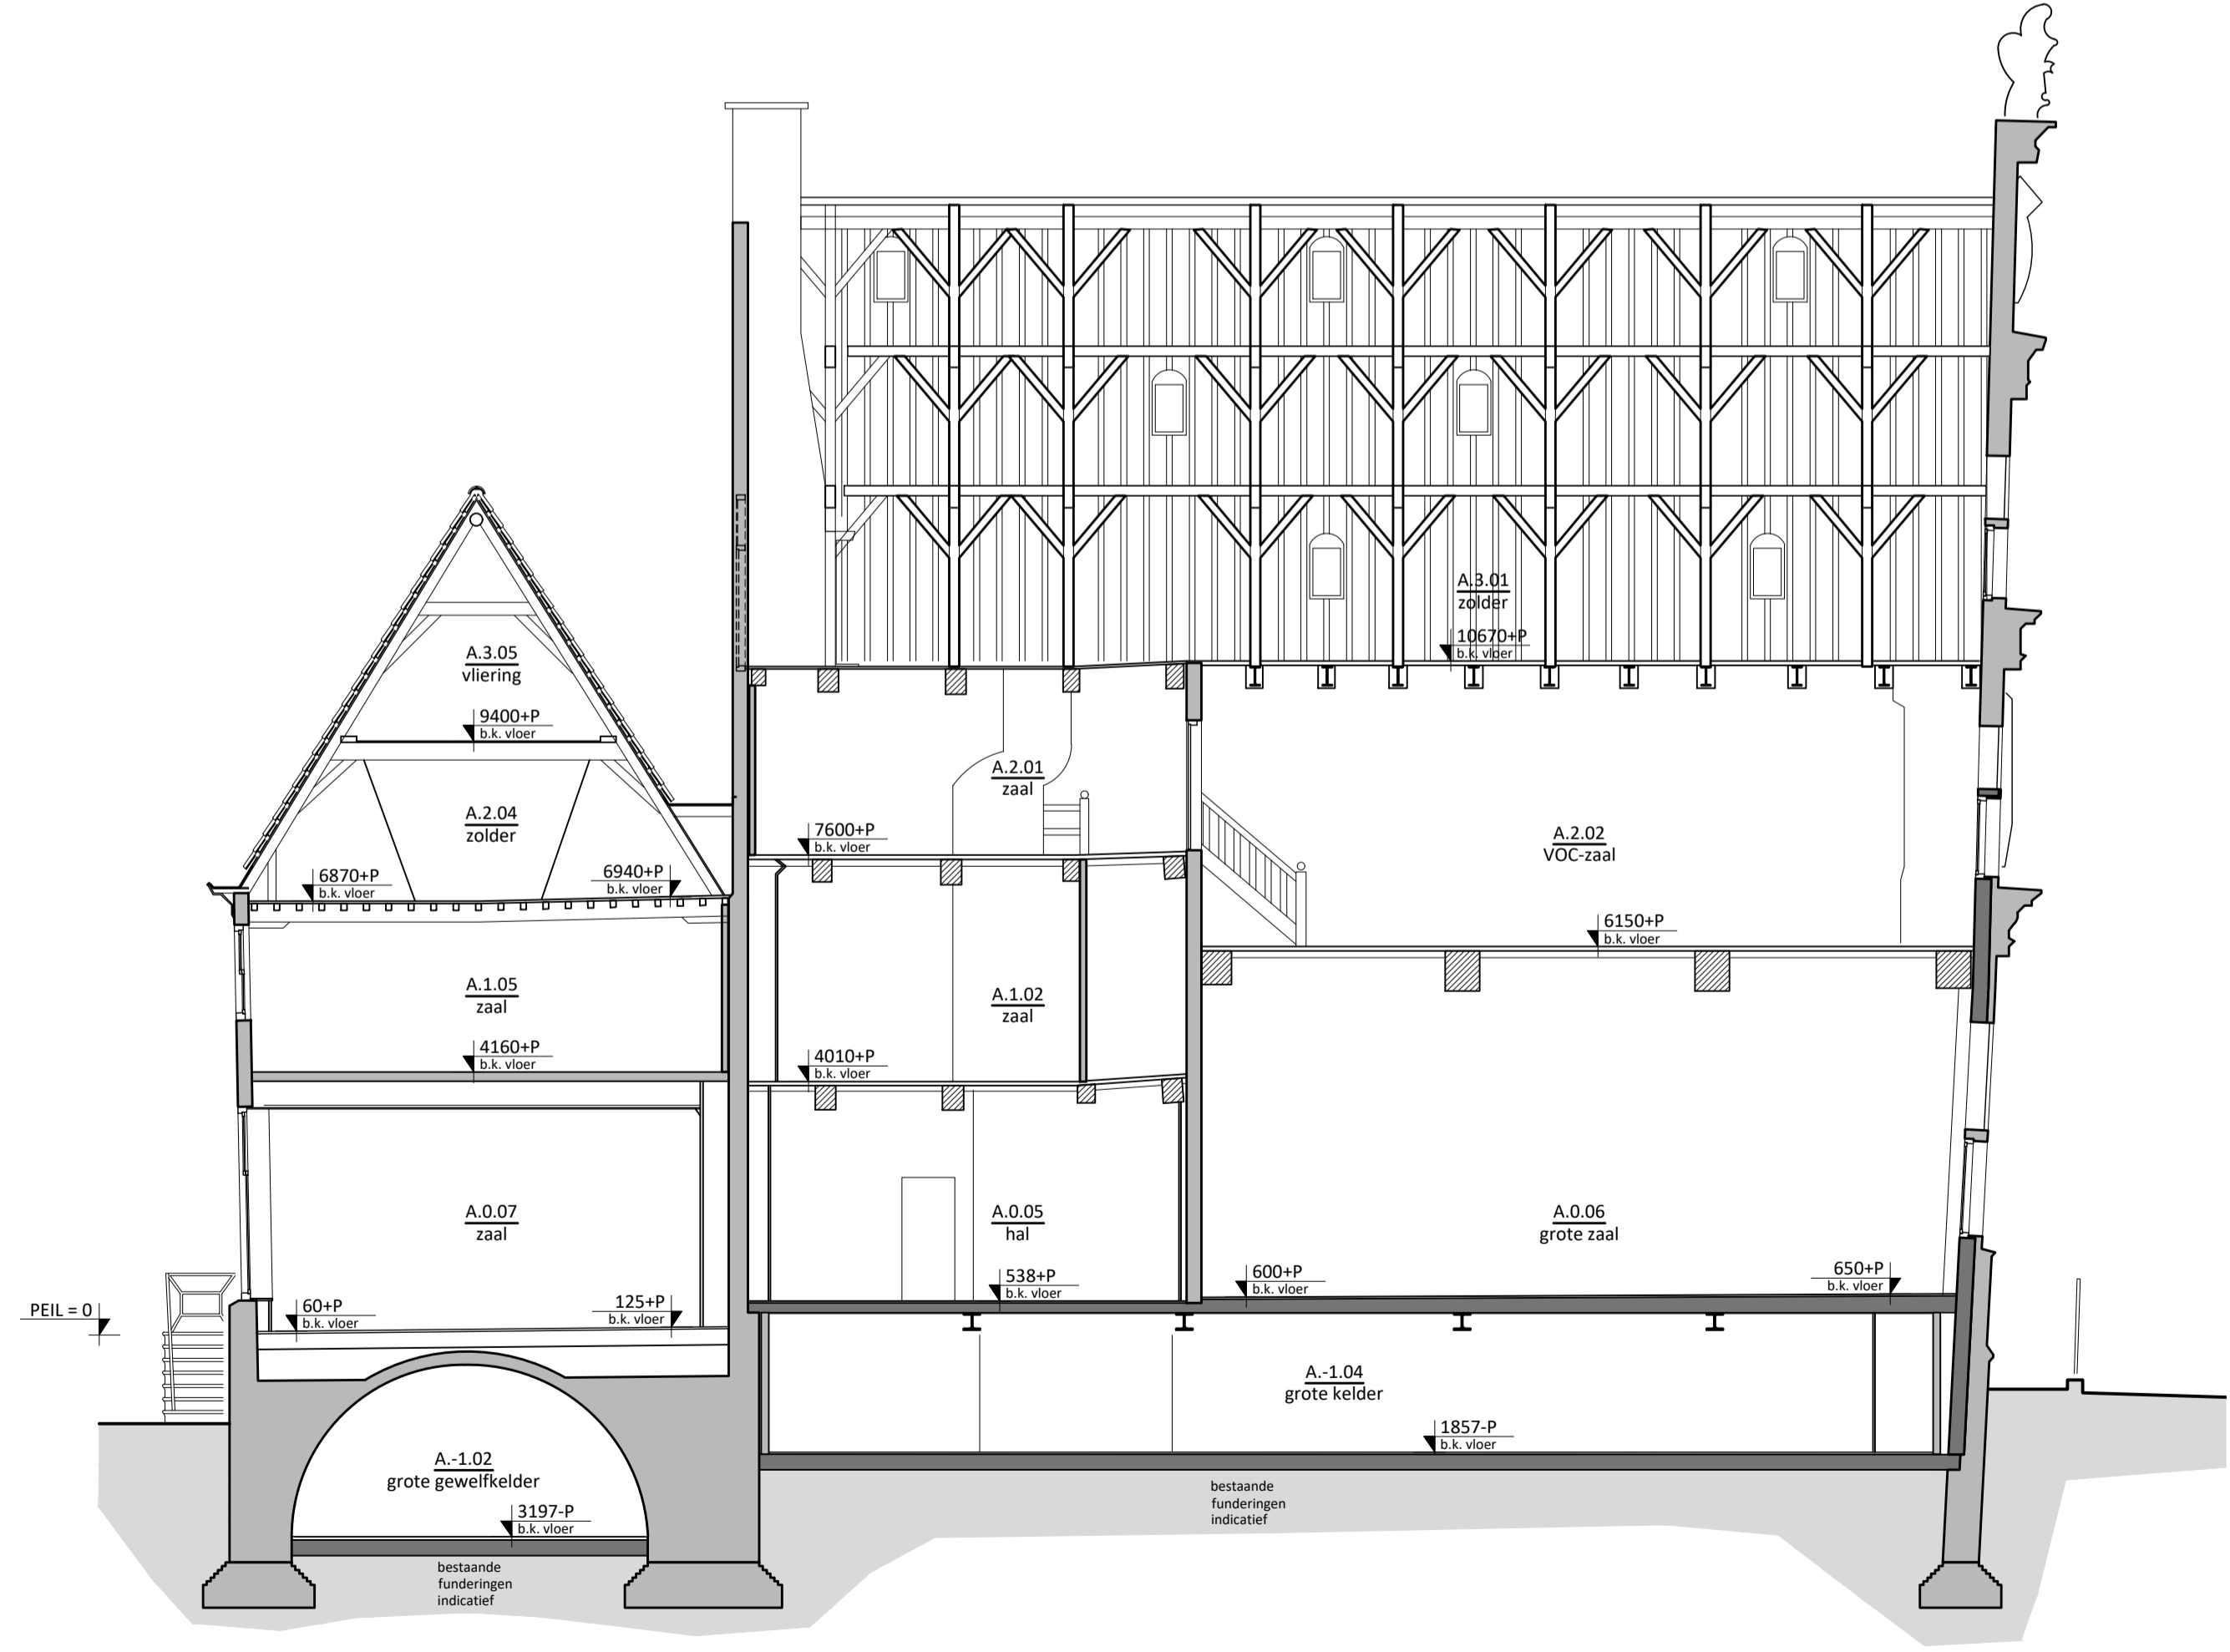 A.3.01
zolder
10670+P
b.k. vloer
A.3.05
vliering
9400+P
b.k. vloer
A.2.04
zolder
6870+P
b.k. vloer
6940+P
b.k. vloer
A.2.01
zaal
7600+P
b.k. vloer
A.2.02
VOC-zaal
6150+P
b.k. vloer
A.1.05
zaal
4160+P
b.k. vloer
A.1.02
zaal
4010+P
b.k. vloer
A.0.07
zaal
60+P
b.k. vloer
125+P
b.k. vloer
PEIL = 0
A.0.05
hal
538+P
b.k. vloer
A.0.06
grote zaal
600+P
b.k. vloer
650+P
b.k. vloer
A.-1.04
grote kelder
1857-P
b.k. vloer
A.-1.02
grote gewelfkelder
3197-P
b.k. vloer
bestaande
funderingen
indicatief
bestaande
funderingen
indicatief